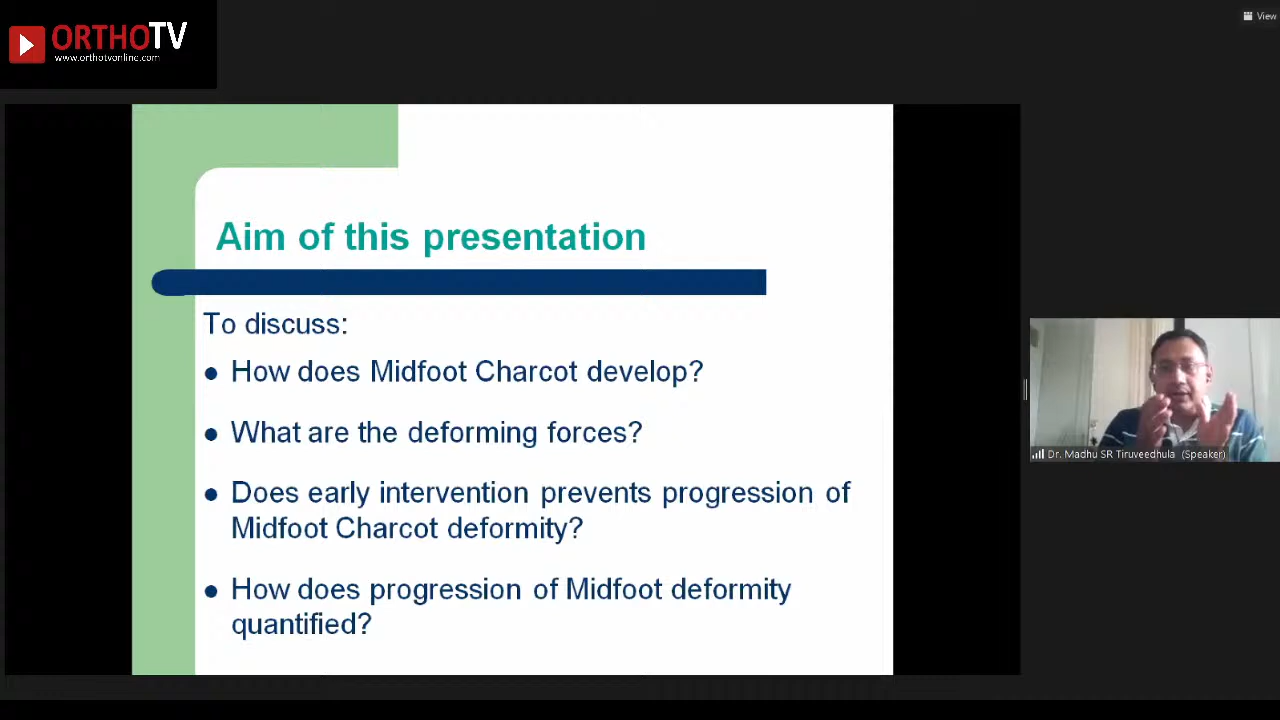 ORTHOTV
www.orthotvonline.com
View
Aim of this presentation
To discuss:
● How does Midfoot Charcot develop?
● What are the deforming forces?
● Does early intervention prevents progression of
Midfoot Charcot deformity?
● How does progression of Midfoot deformity
quantified?
Dr. Madhu SR Tiruveedhula (Speaker)